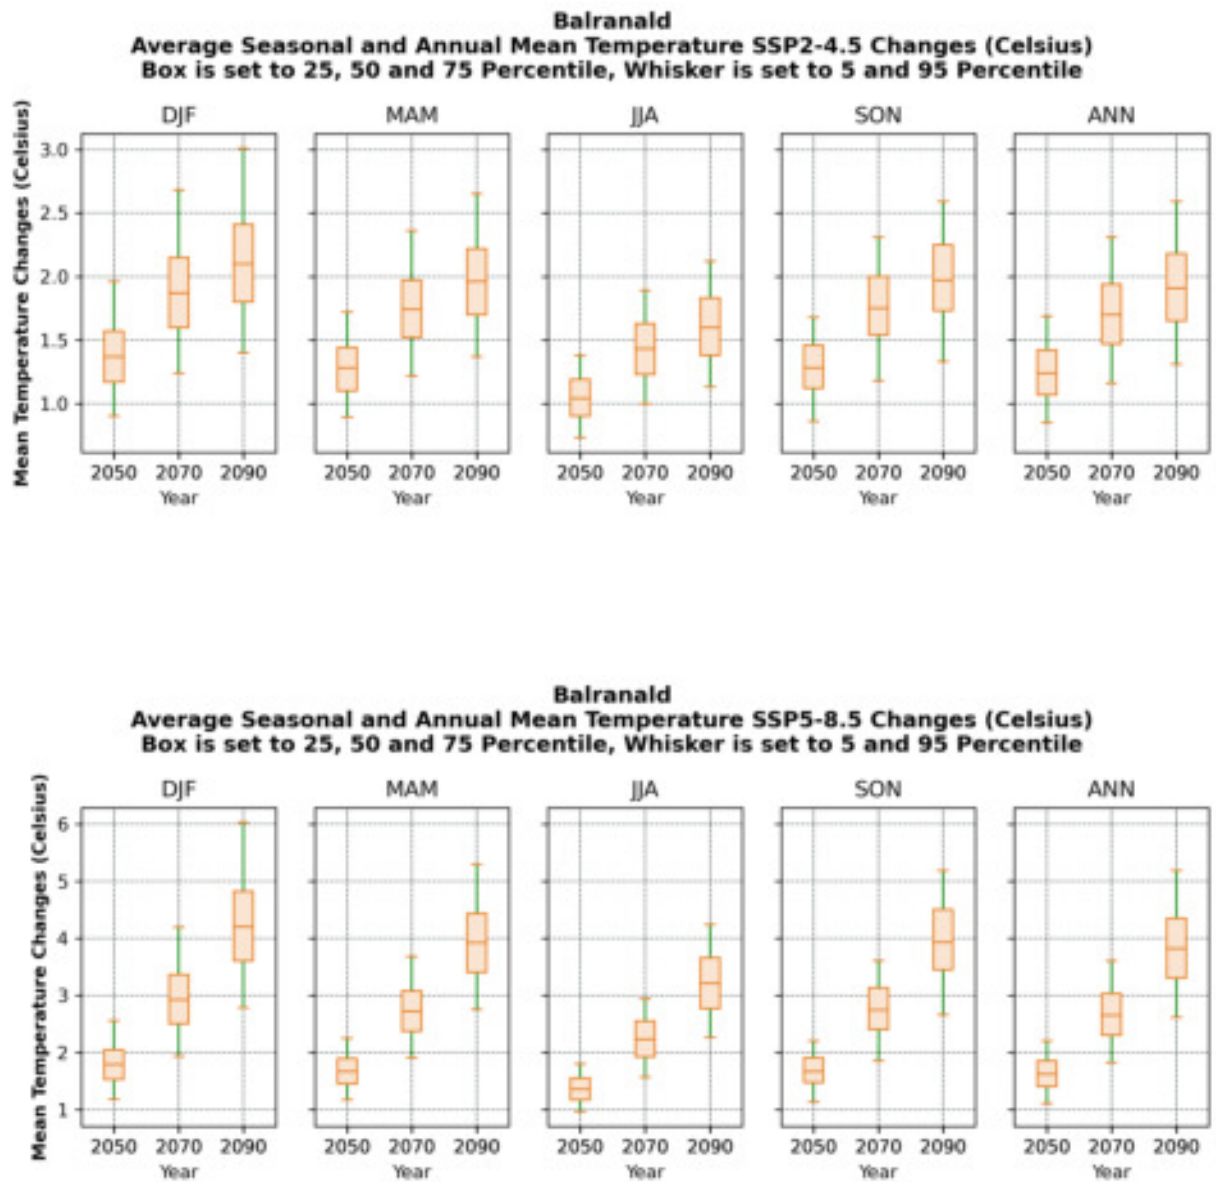 Balranald
Average Seasonal and Annual Mean Temperature SSP2-4.5 Changes (Celsius)
Box is set to 25, 50 and 75 Percentile, Whisker is set to 5 and 95 Percentile
DJF MAM JJA SON ANN
Mean Temperature Changes (Celsius)
3.0
2.5
2.0
1.5
1.0
2050 2070 2090 2050 2070 2090 2050 2070 2090 2050 2070 2090 2050 2070 2090
Year Year Year Year Year
Balranald
Average Seasonal and Annual Mean Temperature SSP5-8.5 Changes (Celsius)
Box is set to 25, 50 and 75 Percentile, Whisker is set to 5 and 95 Percentile
DJF MAM JJA SON ANN
Mean Temperature Changes (Celsius)
6
5
4
3
2
1
2050 2070 2090 2050 2070 2090 2050 2070 2090 2050 2070 2090 2050 2070 2090
Year Year Year Year Year